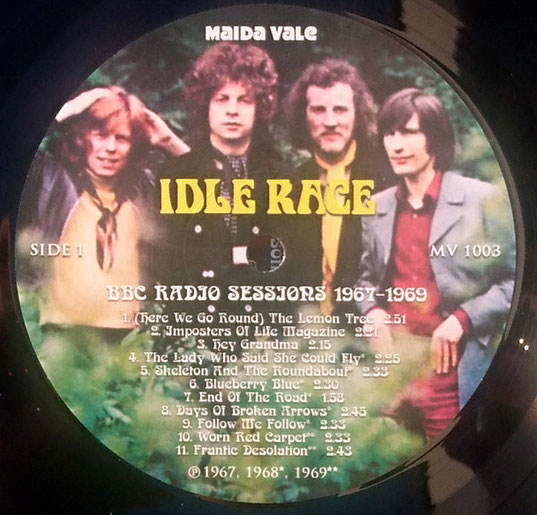 MaiDa Vale
IDLE RACE
SIDE 1
MV 1003
BBC RADIO SESSIONS 1967-1969
1. (Here We Go Round) The Lemon Tree 2.51
2. Imposters Of Life Magazine 2.21
3. Hey Grandma 2.15
4. The Lady Who Said She Could Fly* 2.25
5. Skeleton And The Roundabout* 2.33
6. Blueberry Blue* 2.30
7. End Of The Road* 1.58
8. Days Of Broken Arrows* 2.45
9. Follow Me Follow* 2.33
10. Worn Red Carpet** 2.33
11. Frantic Desolation** 2.43
℗ 1967, 1968*, 1969**